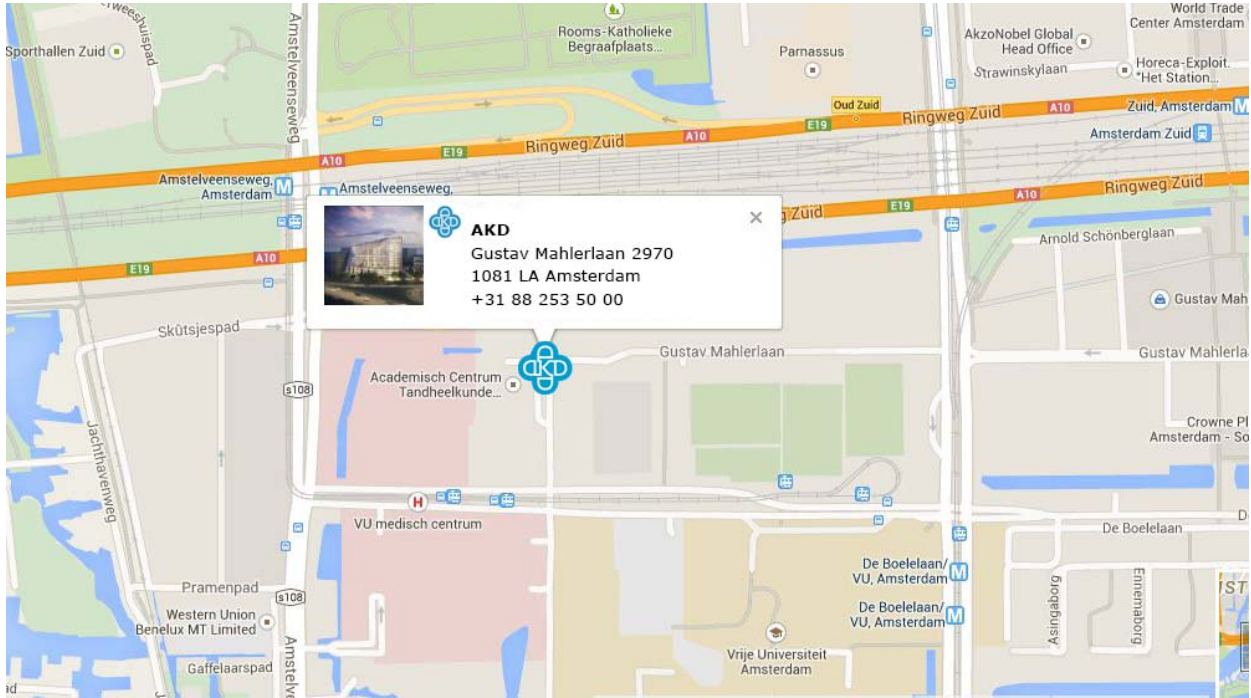 World Trade
Center Amsterdam
Amstelveenseweg
Rooms-Katholieke
Begraafplaats...
AkzoNobel Global
Head Office
Sporthallen Zuid
Parnassus
Horeca-Exploit.
"Het Station...
Strawinskylaan
Oud Zuid
Ringweg Zuid
A10
Zuid, Amsterdam
M
E19
A10
Ringweg Zuid
E19
Amsterdam Zuid
A10
Amstelveenseweg,
Amsterdam
M
Amstelveenseweg,
A10
Ringweg Zuid
E19
Zuid
AKD
Gustav Mahlerlaan 2970
1081 LA Amsterdam
+31 88 253 50 00
Arnold Schönberglaan
A10
E19
Gustav Mah
Skûtsjespad
AKD
Gustav Mahlerlaan
Gustav Mahlerla
Academisch Centrum
Tandheelkunde...
s108
Jachthavenweg
Crowne Pl
Amsterdam - So
H
VU medisch centrum
De Boelelaan
D
De Boelelaan/
VU, Amsterdam
M
Pramenpad
s108
Asingaborg
Ennemaborg
IST
Western Union
Benelux MT Limited
De Boelelaan/
VU, Amsterdam
M
Amstelve
Vrije Universiteit
Amsterdam
Gaffelaarspad
ad